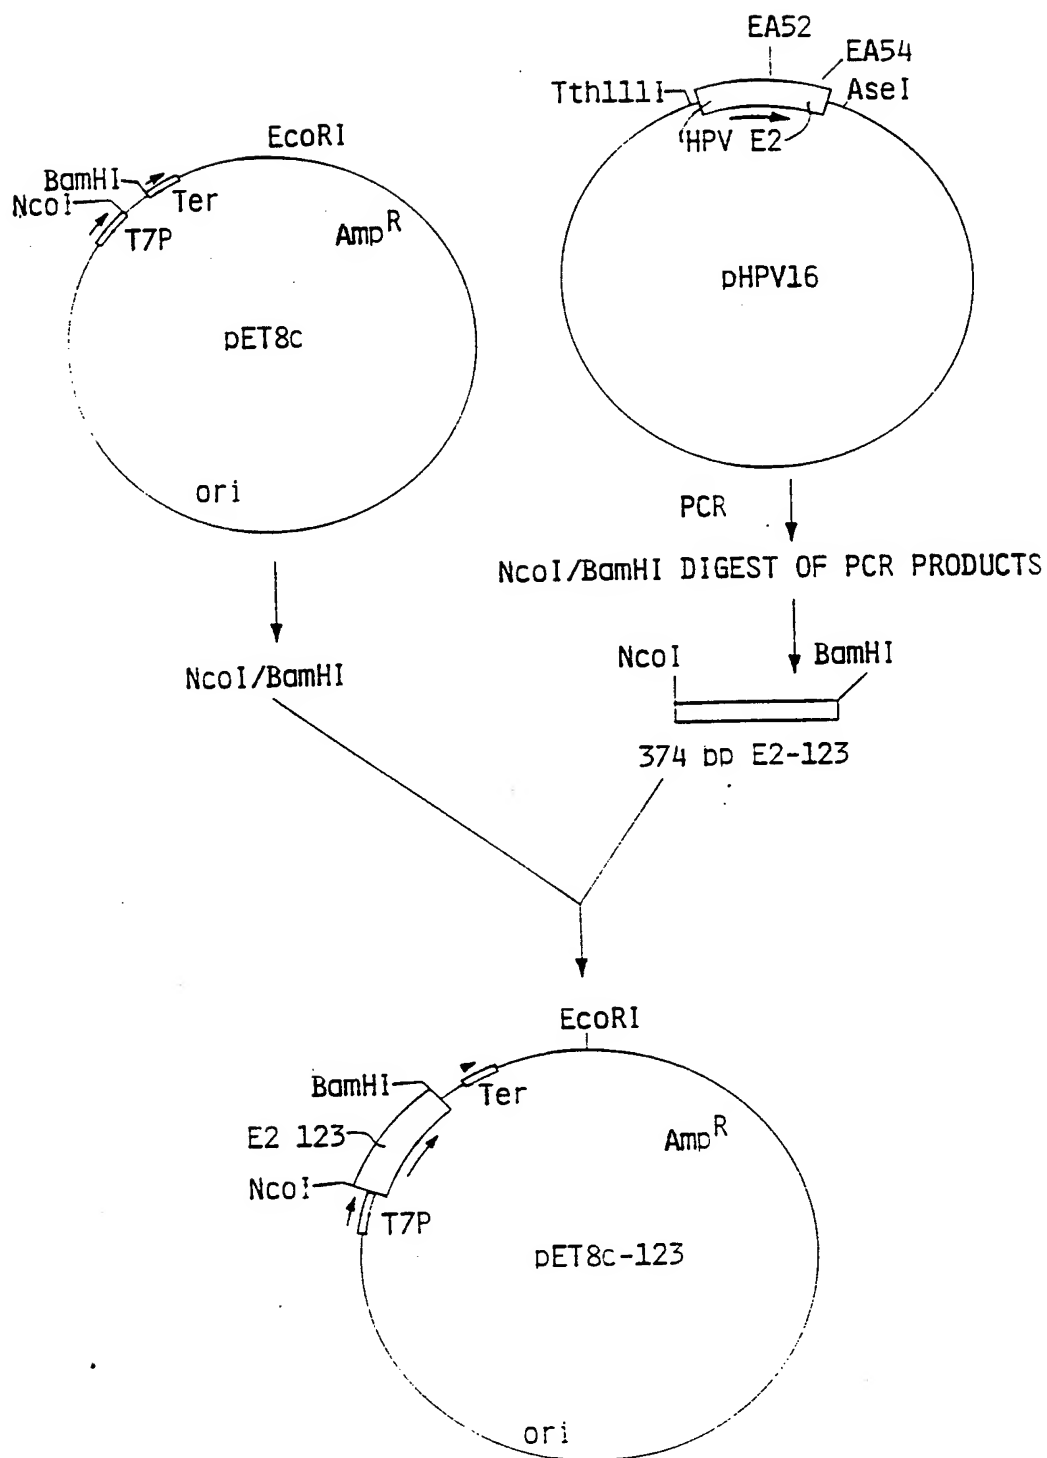 EA52
EA54
Tth111I
AseI
HPV E2
pHPV16
EcoRI
BamHI
NcoI
Ter
T7P
Amp^R
pET8c
ori
PCR
NcoI/BamHI DIGEST OF PCR PRODUCTS
NcoI/BamHI
NcoI
BamHI
374 bp E2-123
EcoRI
BamHI
Ter
E2 123
Amp^R
NcoI
T7P
pET8c-123
ori